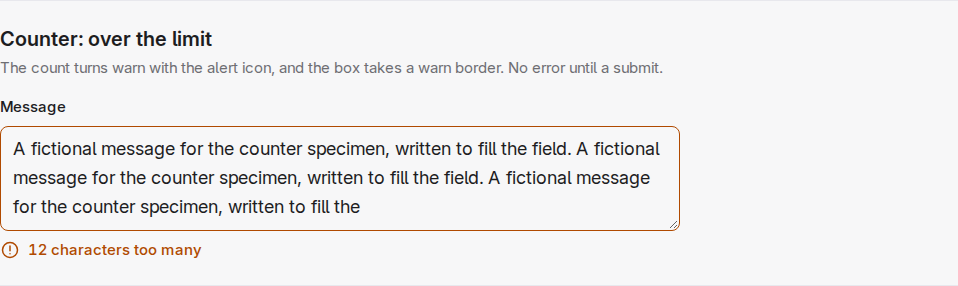 Counter: over the limit
The count turns warn with the alert icon, and the box takes a warn border. No error until a submit.
Message
A fictional message for the counter specimen, written to fill the field. A fictional
message for the counter specimen, written to fill the field. A fictional message
for the counter specimen, written to fill the
12 characters too many